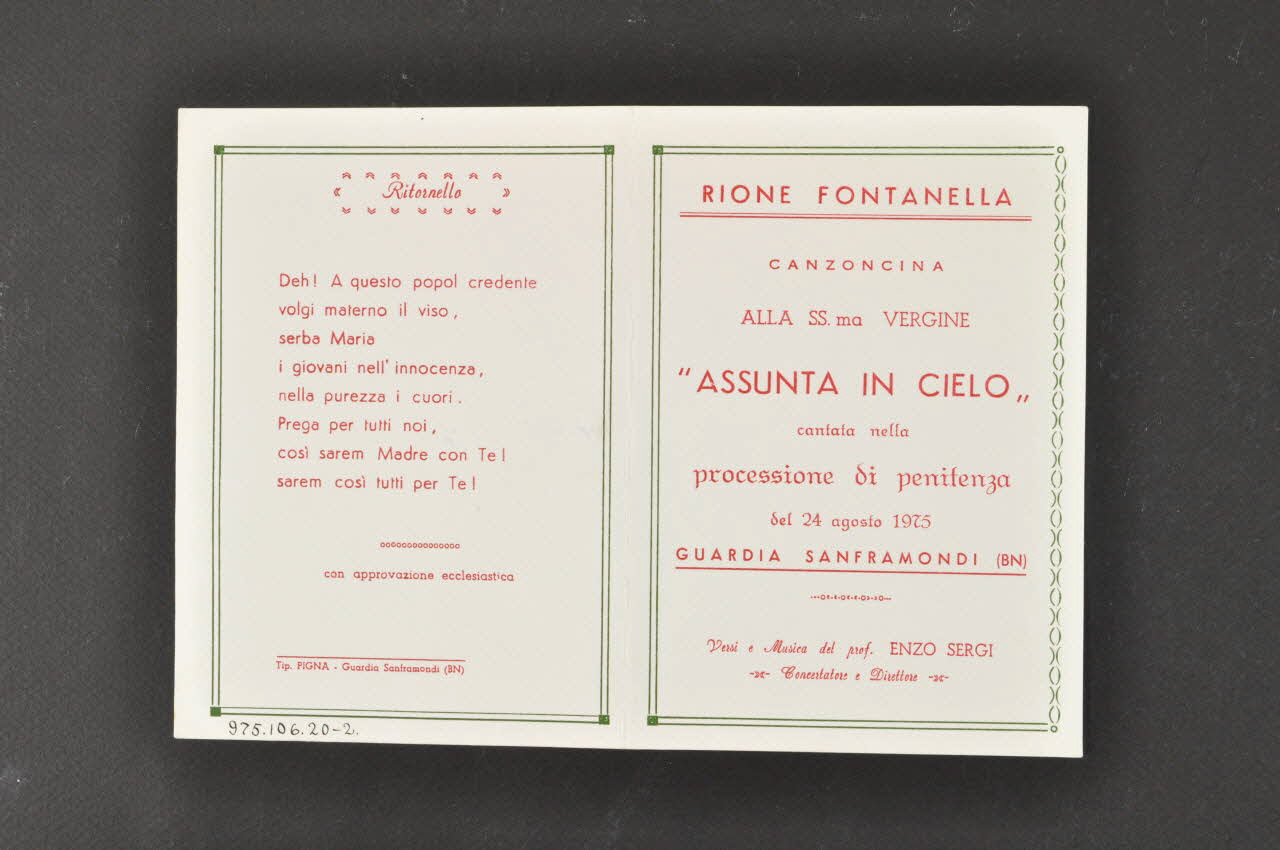 Ritornello
Deh! A questo popol credente
volgi materno il viso,
serba Maria
i giovani nell'innocenza,
nella purezza i cuori.
Prega per tutti noi,
così sarem Madre con Te!
sarem così tutti per Te!
con approvazione ecclesiastica
Tip. PIGNA - Guardia Sanframondi (BN)
975.106.20-2.
RIONE FONTANELLA
CANZONCINA
ALLA SS.ma VERGINE
"ASSUNTA IN CIELO„
cantata nella
processione di penitenza
del 24 agosto 1975
GUARDIA SANFRAMONDI (BN)
Versi e Musica del prof. ENZO SERGI
Concertatore e Direttore